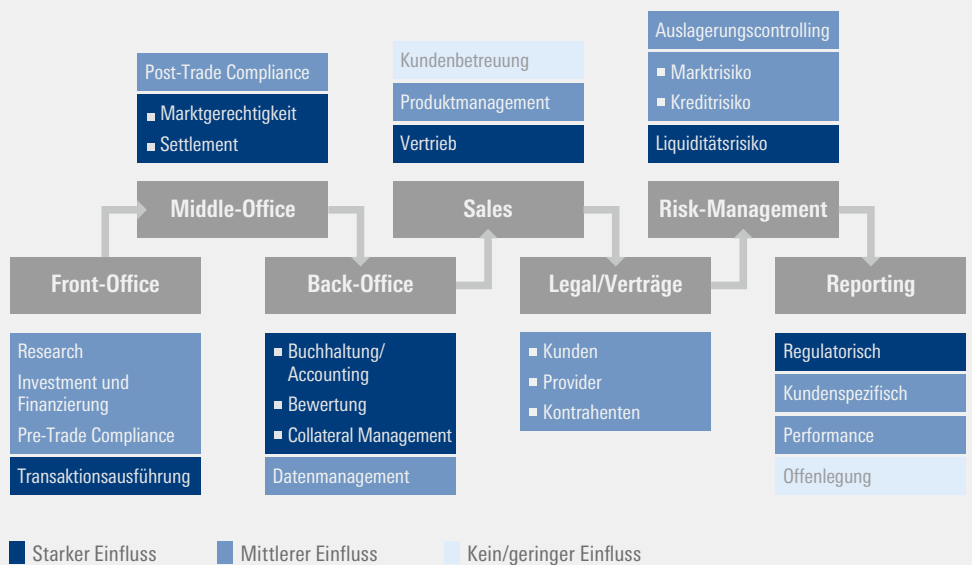 Post-Trade Compliance
Marktgerechtigkeit
Settlement
Kundenbetreuung
Produktmanagement
Vertrieb
Auslagerungscontrolling
Marktrisiko
Kreditrisiko
Liquiditätsrisiko
Middle-Office
Sales
Risk-Management
Front-Office
Back-Office
Legal/Verträge
Reporting
Research
Investment und
Finanzierung
Pre-Trade Compliance
Transaktionsausführung
Buchhaltung/
Accounting
Bewertung
Collateral Management
Datenmanagement
Kunden
Provider
Kontrahenten
Regulatorisch
Kundenspezifisch
Performance
Offenlegung
Starker Einfluss
Mittlerer Einfluss
Kein/geringer Einfluss